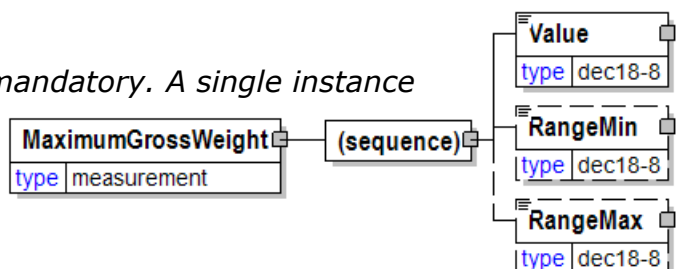 Value
type dec18-8
mandatory. A single instance
RangeMin
MaximumGrossWeight (sequence)
type dec18-8
type measurement
RangeMax
type dec18-8